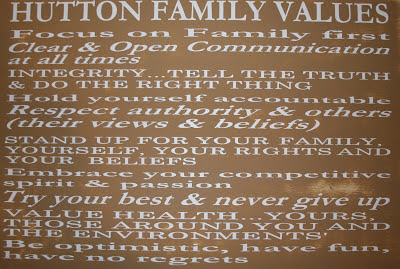 HUTTON FAMILY VALUES
Focus on Family first
Clear & Open Communication
at all times
INTEGRITY...TELL THE TRUTH
& DO THE RIGHT THING
Hold yourself accountable
Respect authority & others
(their views & beliefs)
STAND UP FOR YOUR FAMILY,
YOURSELF, YOUR RIGHTS AND
YOUR BELIEFS
Embrace your competitive
spirit & passion
Try your best & never give up
VALUE HEALTH...YOURS,
THOSE AROUND YOU AND
THE ENVIRONMENTS'
Be optimistic, have fun,
have no regrets